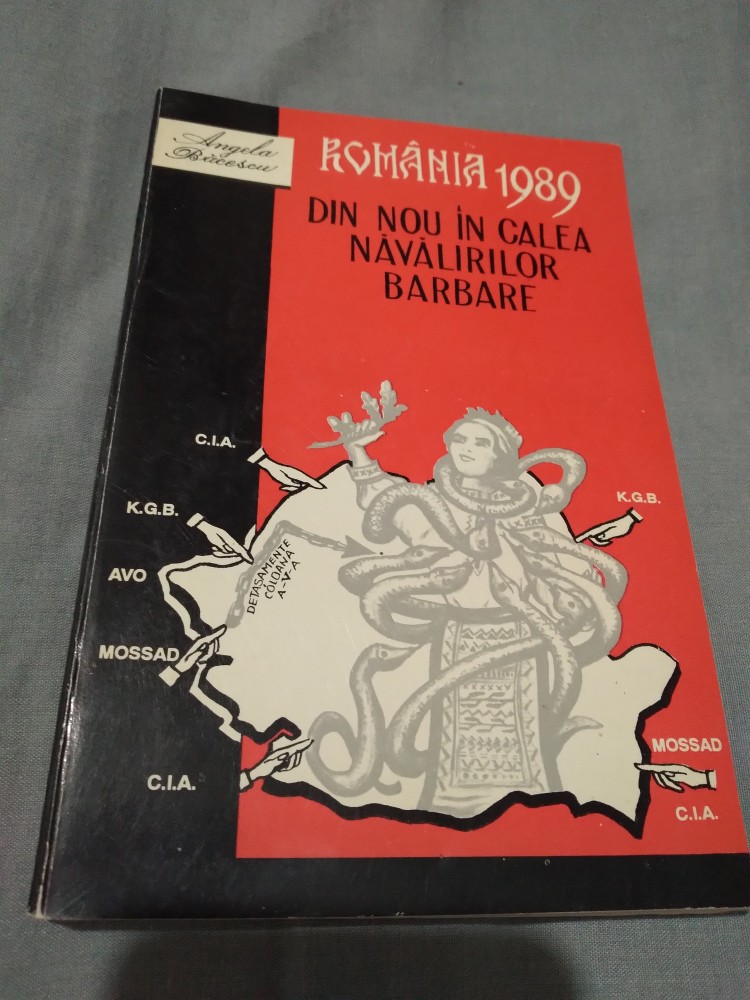 Angela
Băcescu
ROMÂNIA 1989
DIN NOU ÎN CALEA
NĂVĂLIRILOR
BARBARE
C.I.A.
K.G.B.
K.G.B.
AVO
DETAȘAMENTE
COLOANA
A-V-A
MOSSAD
MOSSAD
C.I.A.
C.I.A.